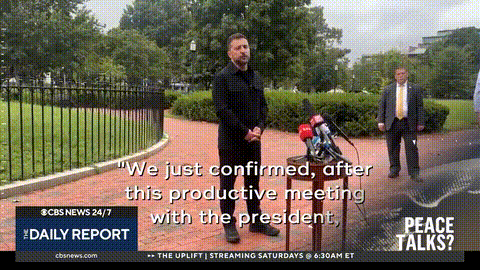 "We just confirmed, after
this productive meeting
with the president,
CBS NEWS 24/7
THE DAILY REPORT
PEACE
TALKS?
cbsnews.com
THE UPLIFT | STREAMING SATURDAYS @ 6:30AM ET